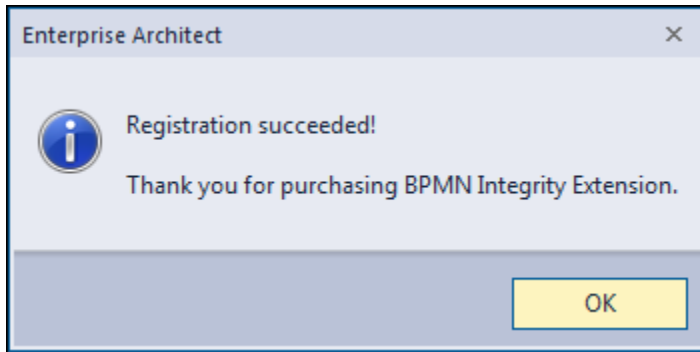 Enterprise Architect
Registration succeeded!
Thank you for purchasing BPMN Integrity Extension.
OK